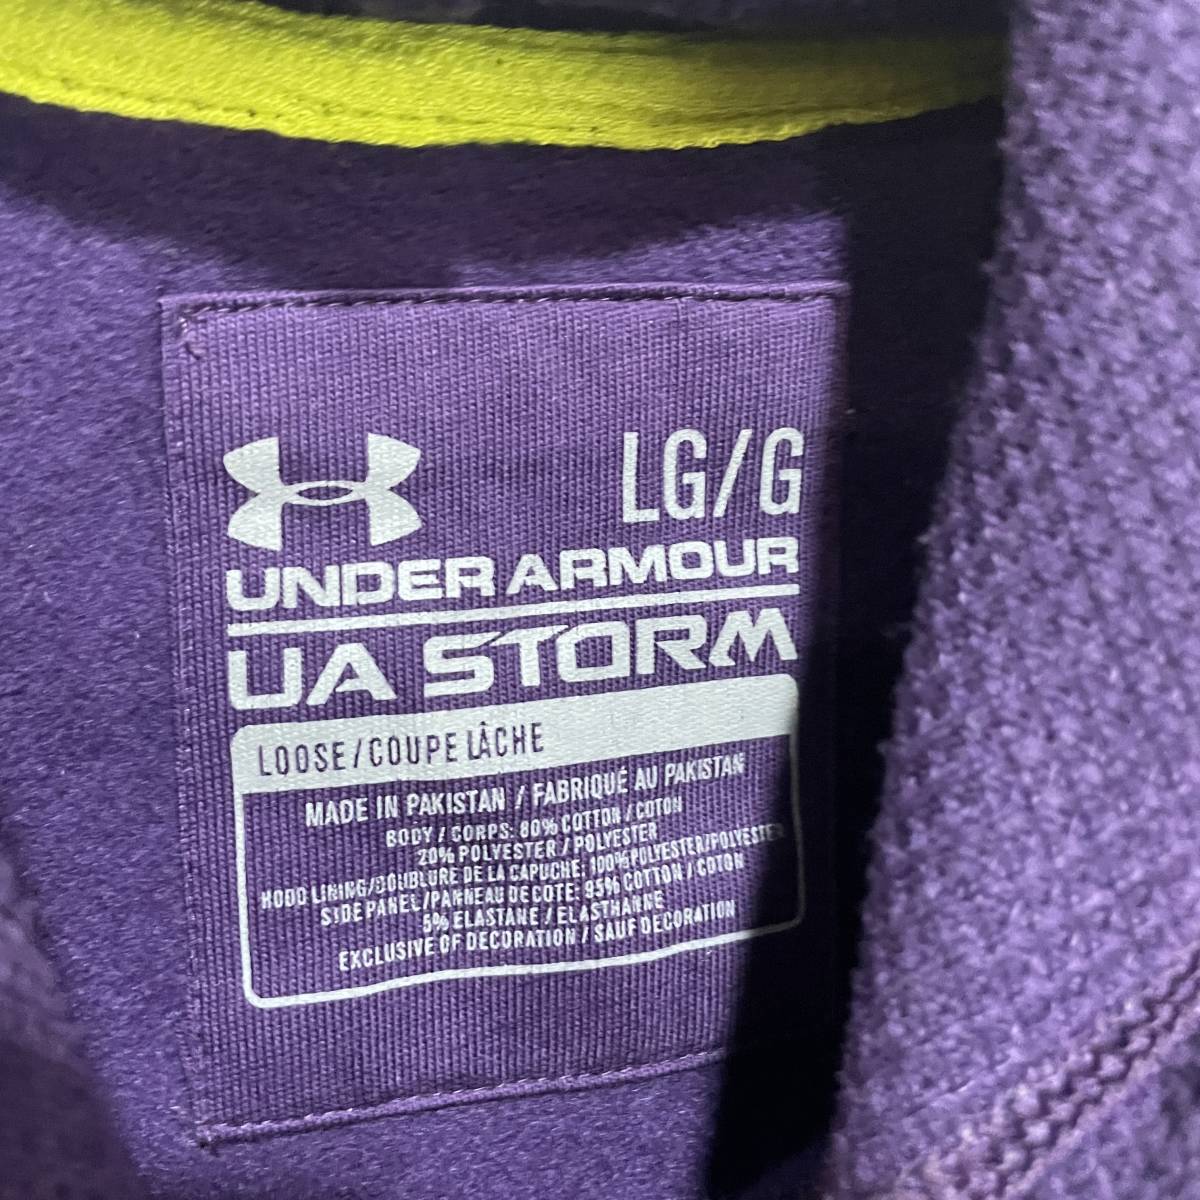 LG/G
UNDER ARMOUR
UA STORM
LOOSE/COUPE LÂCHE
MADE IN PAKISTAN / FABRIQUÉ AU PAKISTAN
BODY / CORPS: 80% COTTON / COTON
20% POLYESTER / POLYESTER
HOOD LINING/DOUBLURE DE LA CAPUCHE: 100% POLYESTER/POLYESTER
SIDE PANEL/PANNEAU DE COTE: 95% COTTON / COTON
5% ELASTANE / ELASTHANNE
EXCLUSIVE OF DECORATION / SAUF DECORATION